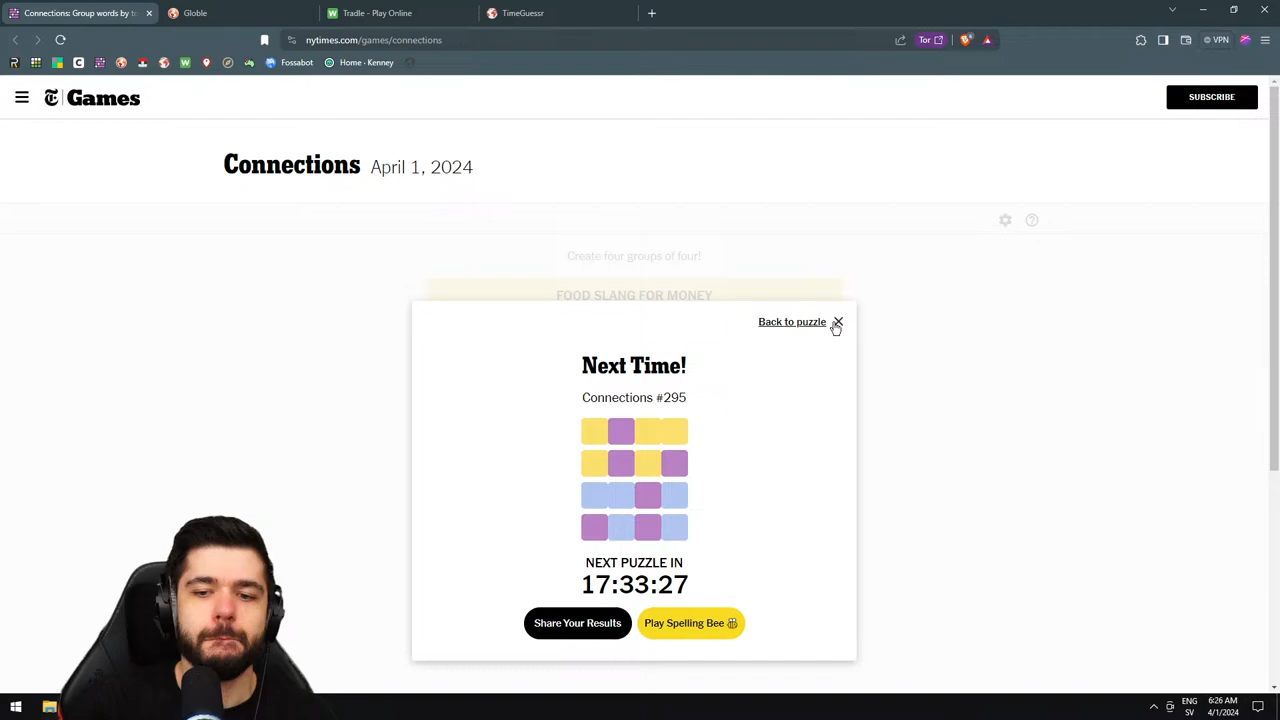 Connections: Group words by to
Globle
Tradle - Play Online
TimeGuessr
nytimes.com/games/connections
Tor
VPN
Fossabot
Home · Kenney
Games
SUBSCRIBE
Connections April 1, 2024
Create four groups of four!
FOOD SLANG FOR MONEY
Back to puzzle
Next Time!
Connections #295
NEXT PUZZLE IN
17:33:27
Share Your Results
Play Spelling Bee
ENG
SV
6:26 AM
4/1/2024